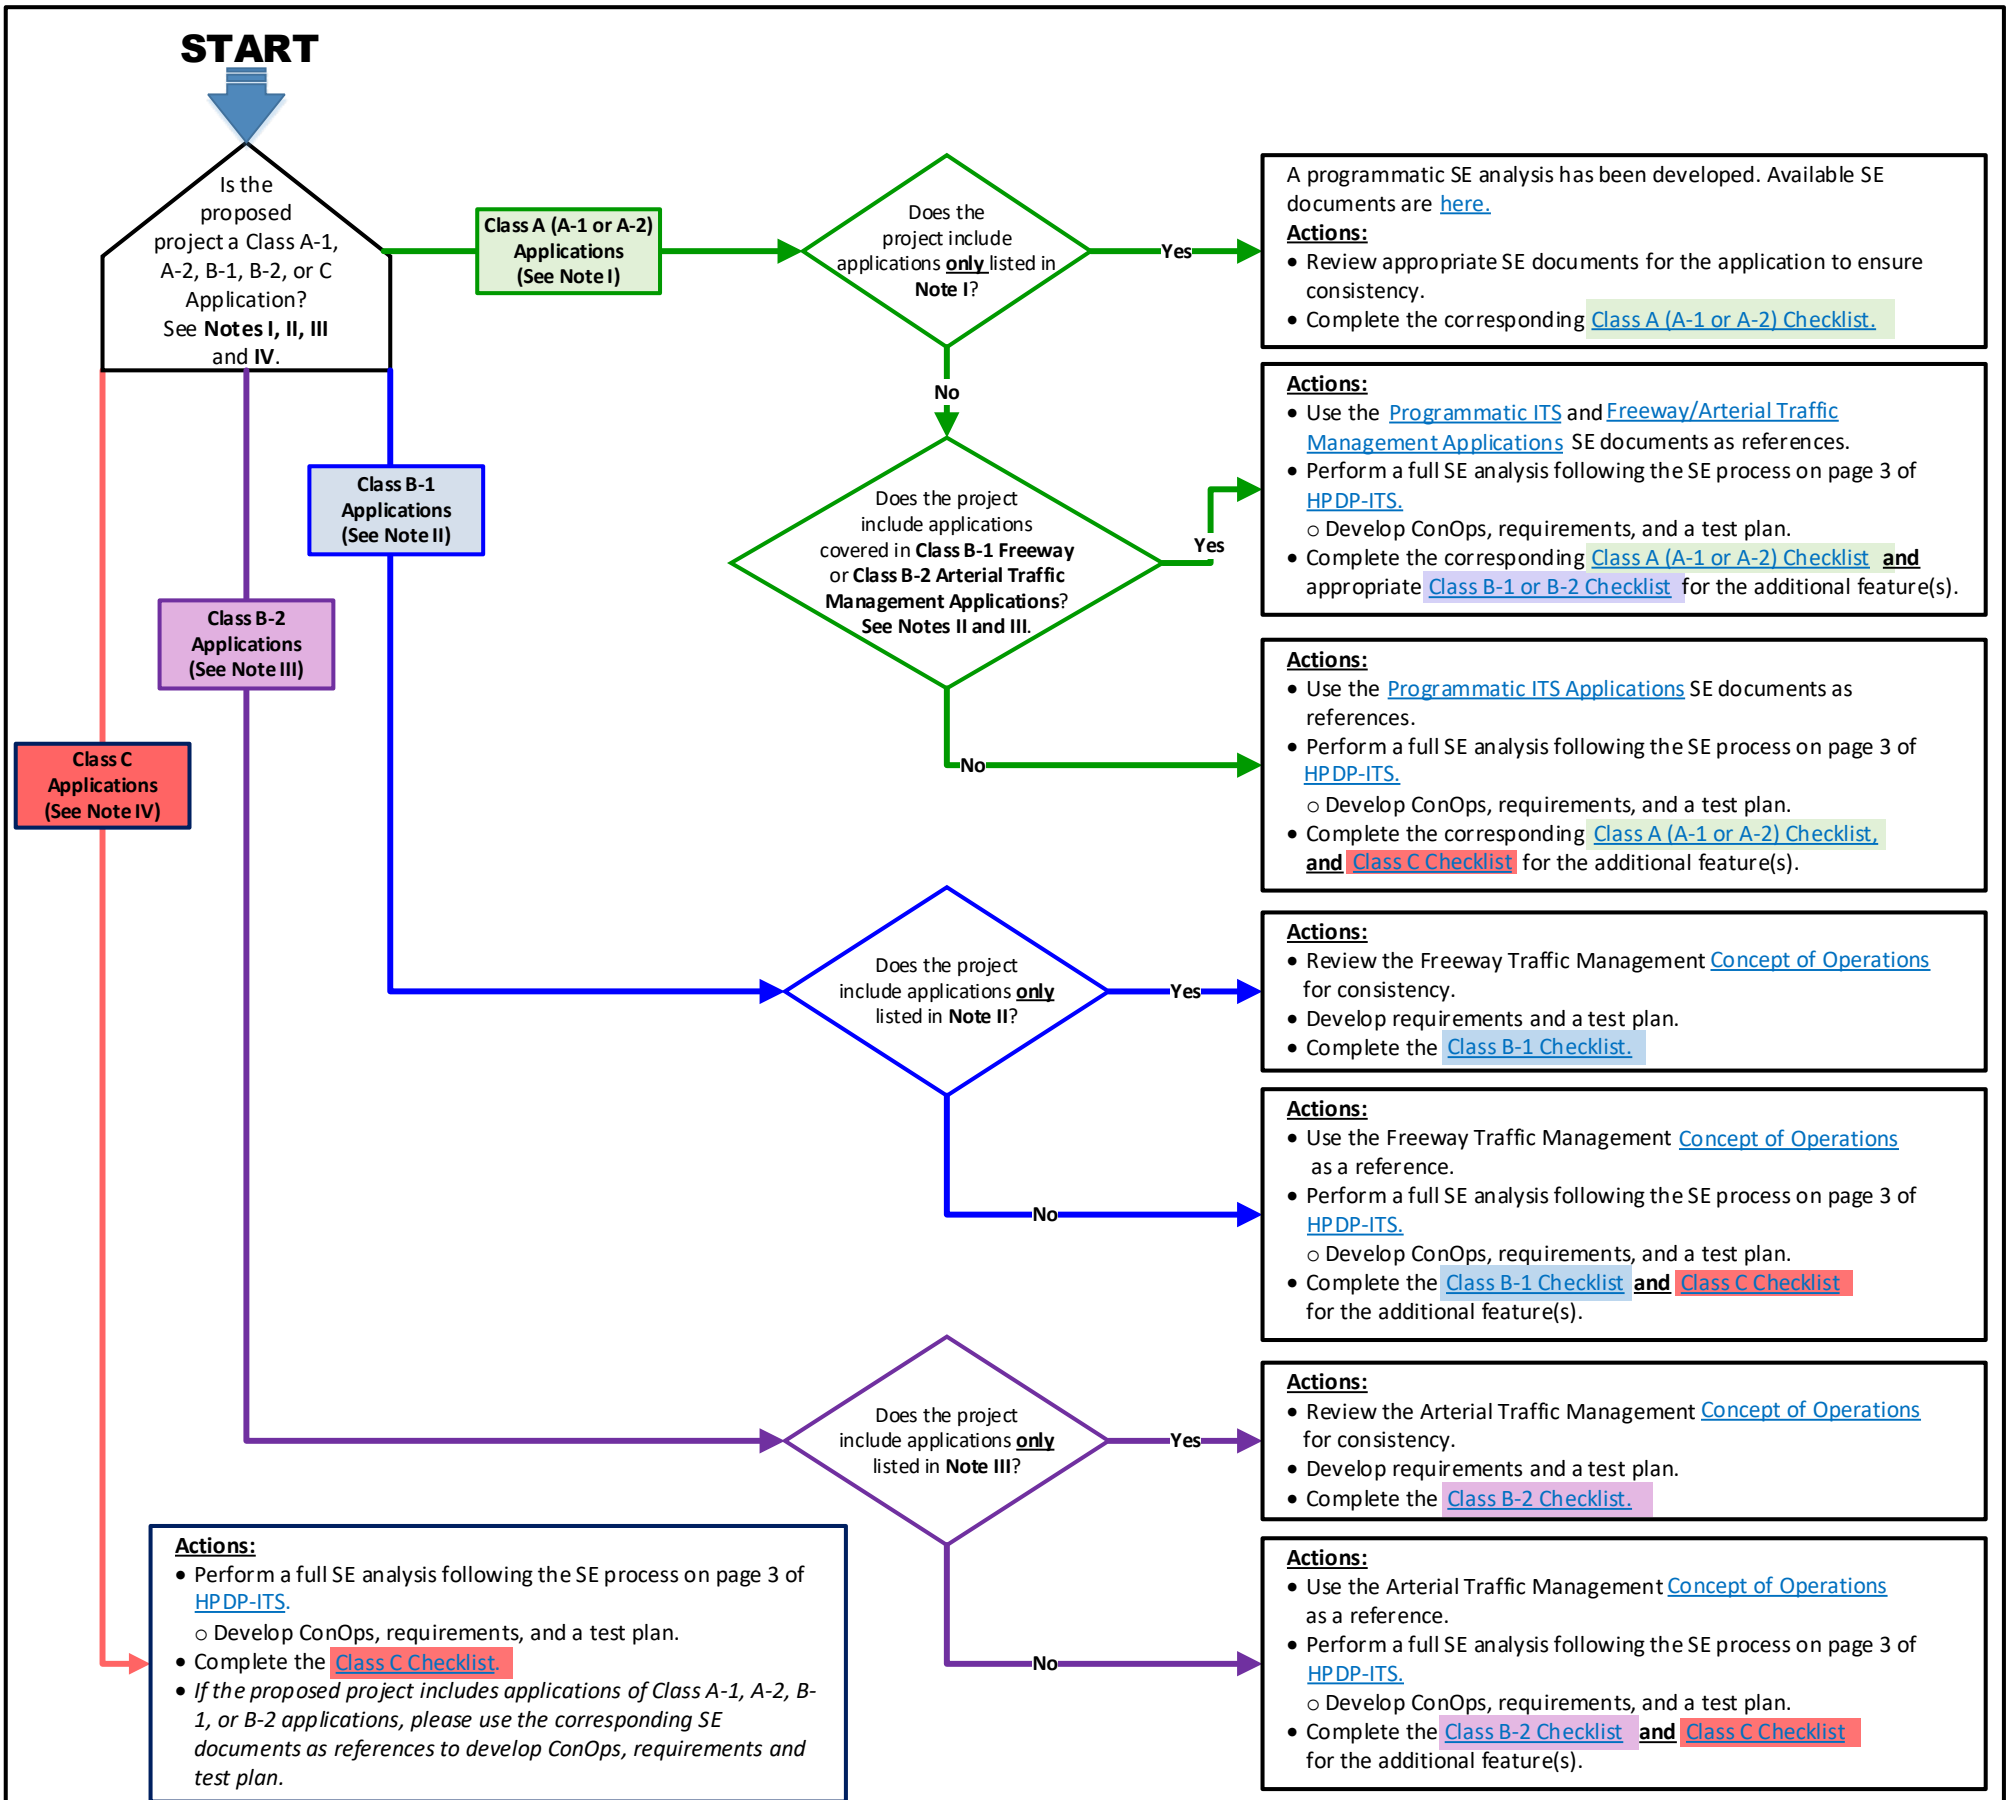 START
Is the
proposed
project a Class A-1,
A-2, B-1, B-2, or C
Application?
See Notes I, II, III
and IV.
Class A (A-1 or A-2)
Applications
(See Note I)
Does the
project include
applications only listed in
Note I?
Yes
No
A programmatic SE analysis has been developed. Available SE
documents are here.
Actions:
• Review appropriate SE documents for the application to ensure
consistency.
• Complete the corresponding Class A (A-1 or A-2) Checklist.
Class B-1
Applications
(See Note II)
Does the project
include applications
covered in Class B-1 Freeway
or Class B-2 Arterial Traffic
Management Applications?
See Notes II and III.
Yes
No
Actions:
• Use the Programmatic ITS and Freeway/Arterial Traffic
Management Applications SE documents as references.
• Perform a full SE analysis following the SE process on page 3 of
HPDP-ITS.
o Develop ConOps, requirements, and a test plan.
• Complete the corresponding Class A (A-1 or A-2) Checklist and
appropriate Class B-1 or B-2 Checklist for the additional feature(s).
Class B-2
Applications
(See Note III)
Actions:
• Use the Programmatic ITS Applications SE documents as
references.
• Perform a full SE analysis following the SE process on page 3 of
HPDP-ITS.
o Develop ConOps, requirements, and a test plan.
• Complete the corresponding Class A (A-1 or A-2) Checklist,
and Class C Checklist for the additional feature(s).
Class C
Applications
(See Note IV)
Does the project
include applications only
listed in Note II?
Yes
No
Actions:
• Review the Freeway Traffic Management Concept of Operations
for consistency.
• Develop requirements and a test plan.
• Complete the Class B-1 Checklist.
Actions:
• Use the Freeway Traffic Management Concept of Operations
as a reference.
• Perform a full SE analysis following the SE process on page 3 of
HPDP-ITS.
o Develop ConOps, requirements, and a test plan.
• Complete the Class B-1 Checklist and Class C Checklist
for the additional feature(s).
Does the project
include applications only
listed in Note III?
Yes
No
Actions:
• Review the Arterial Traffic Management Concept of Operations
for consistency.
• Develop requirements and a test plan.
• Complete the Class B-2 Checklist.
Actions:
• Perform a full SE analysis following the SE process on page 3 of
HPDP-ITS.
o Develop ConOps, requirements, and a test plan.
• Complete the Class C Checklist.
• If the proposed project includes applications of Class A-1, A-2, B-
1, or B-2 applications, please use the corresponding SE
documents as references to develop ConOps, requirements and
test plan.
Actions:
• Use the Arterial Traffic Management Concept of Operations
as a reference.
• Perform a full SE analysis following the SE process on page 3 of
HPDP-ITS.
o Develop ConOps, requirements, and a test plan.
• Complete the Class B-2 Checklist and Class C Checklist
for the additional feature(s).